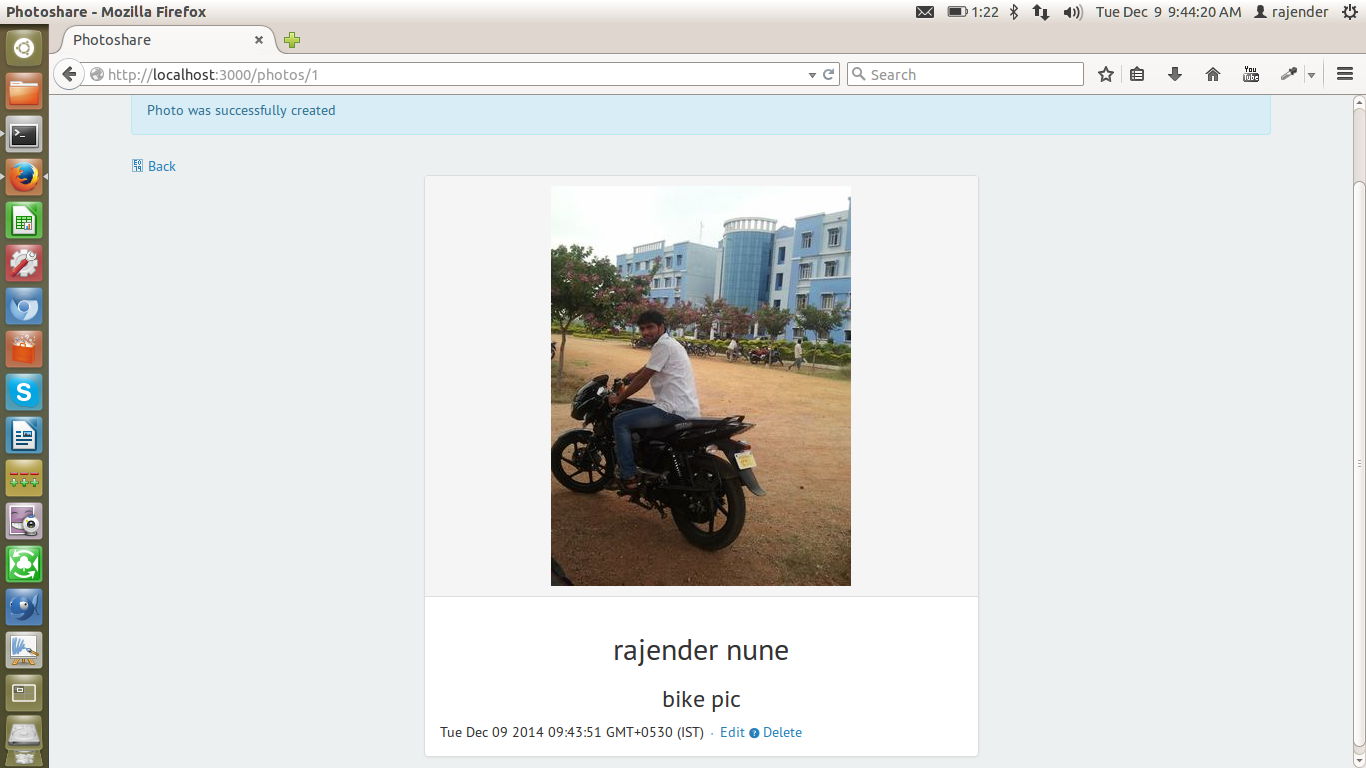 Photoshare - Mozilla Firefox
1:22
Tue Dec 9 9:44:20 AM
rajender
Photoshare
http://localhost:3000/photos/1
Search
You
Tube
Photo was successfully created
Back
rajender nune
bike pic
Tue Dec 09 2014 09:43:51 GMT+0530 (IST) · Edit ? Delete
S